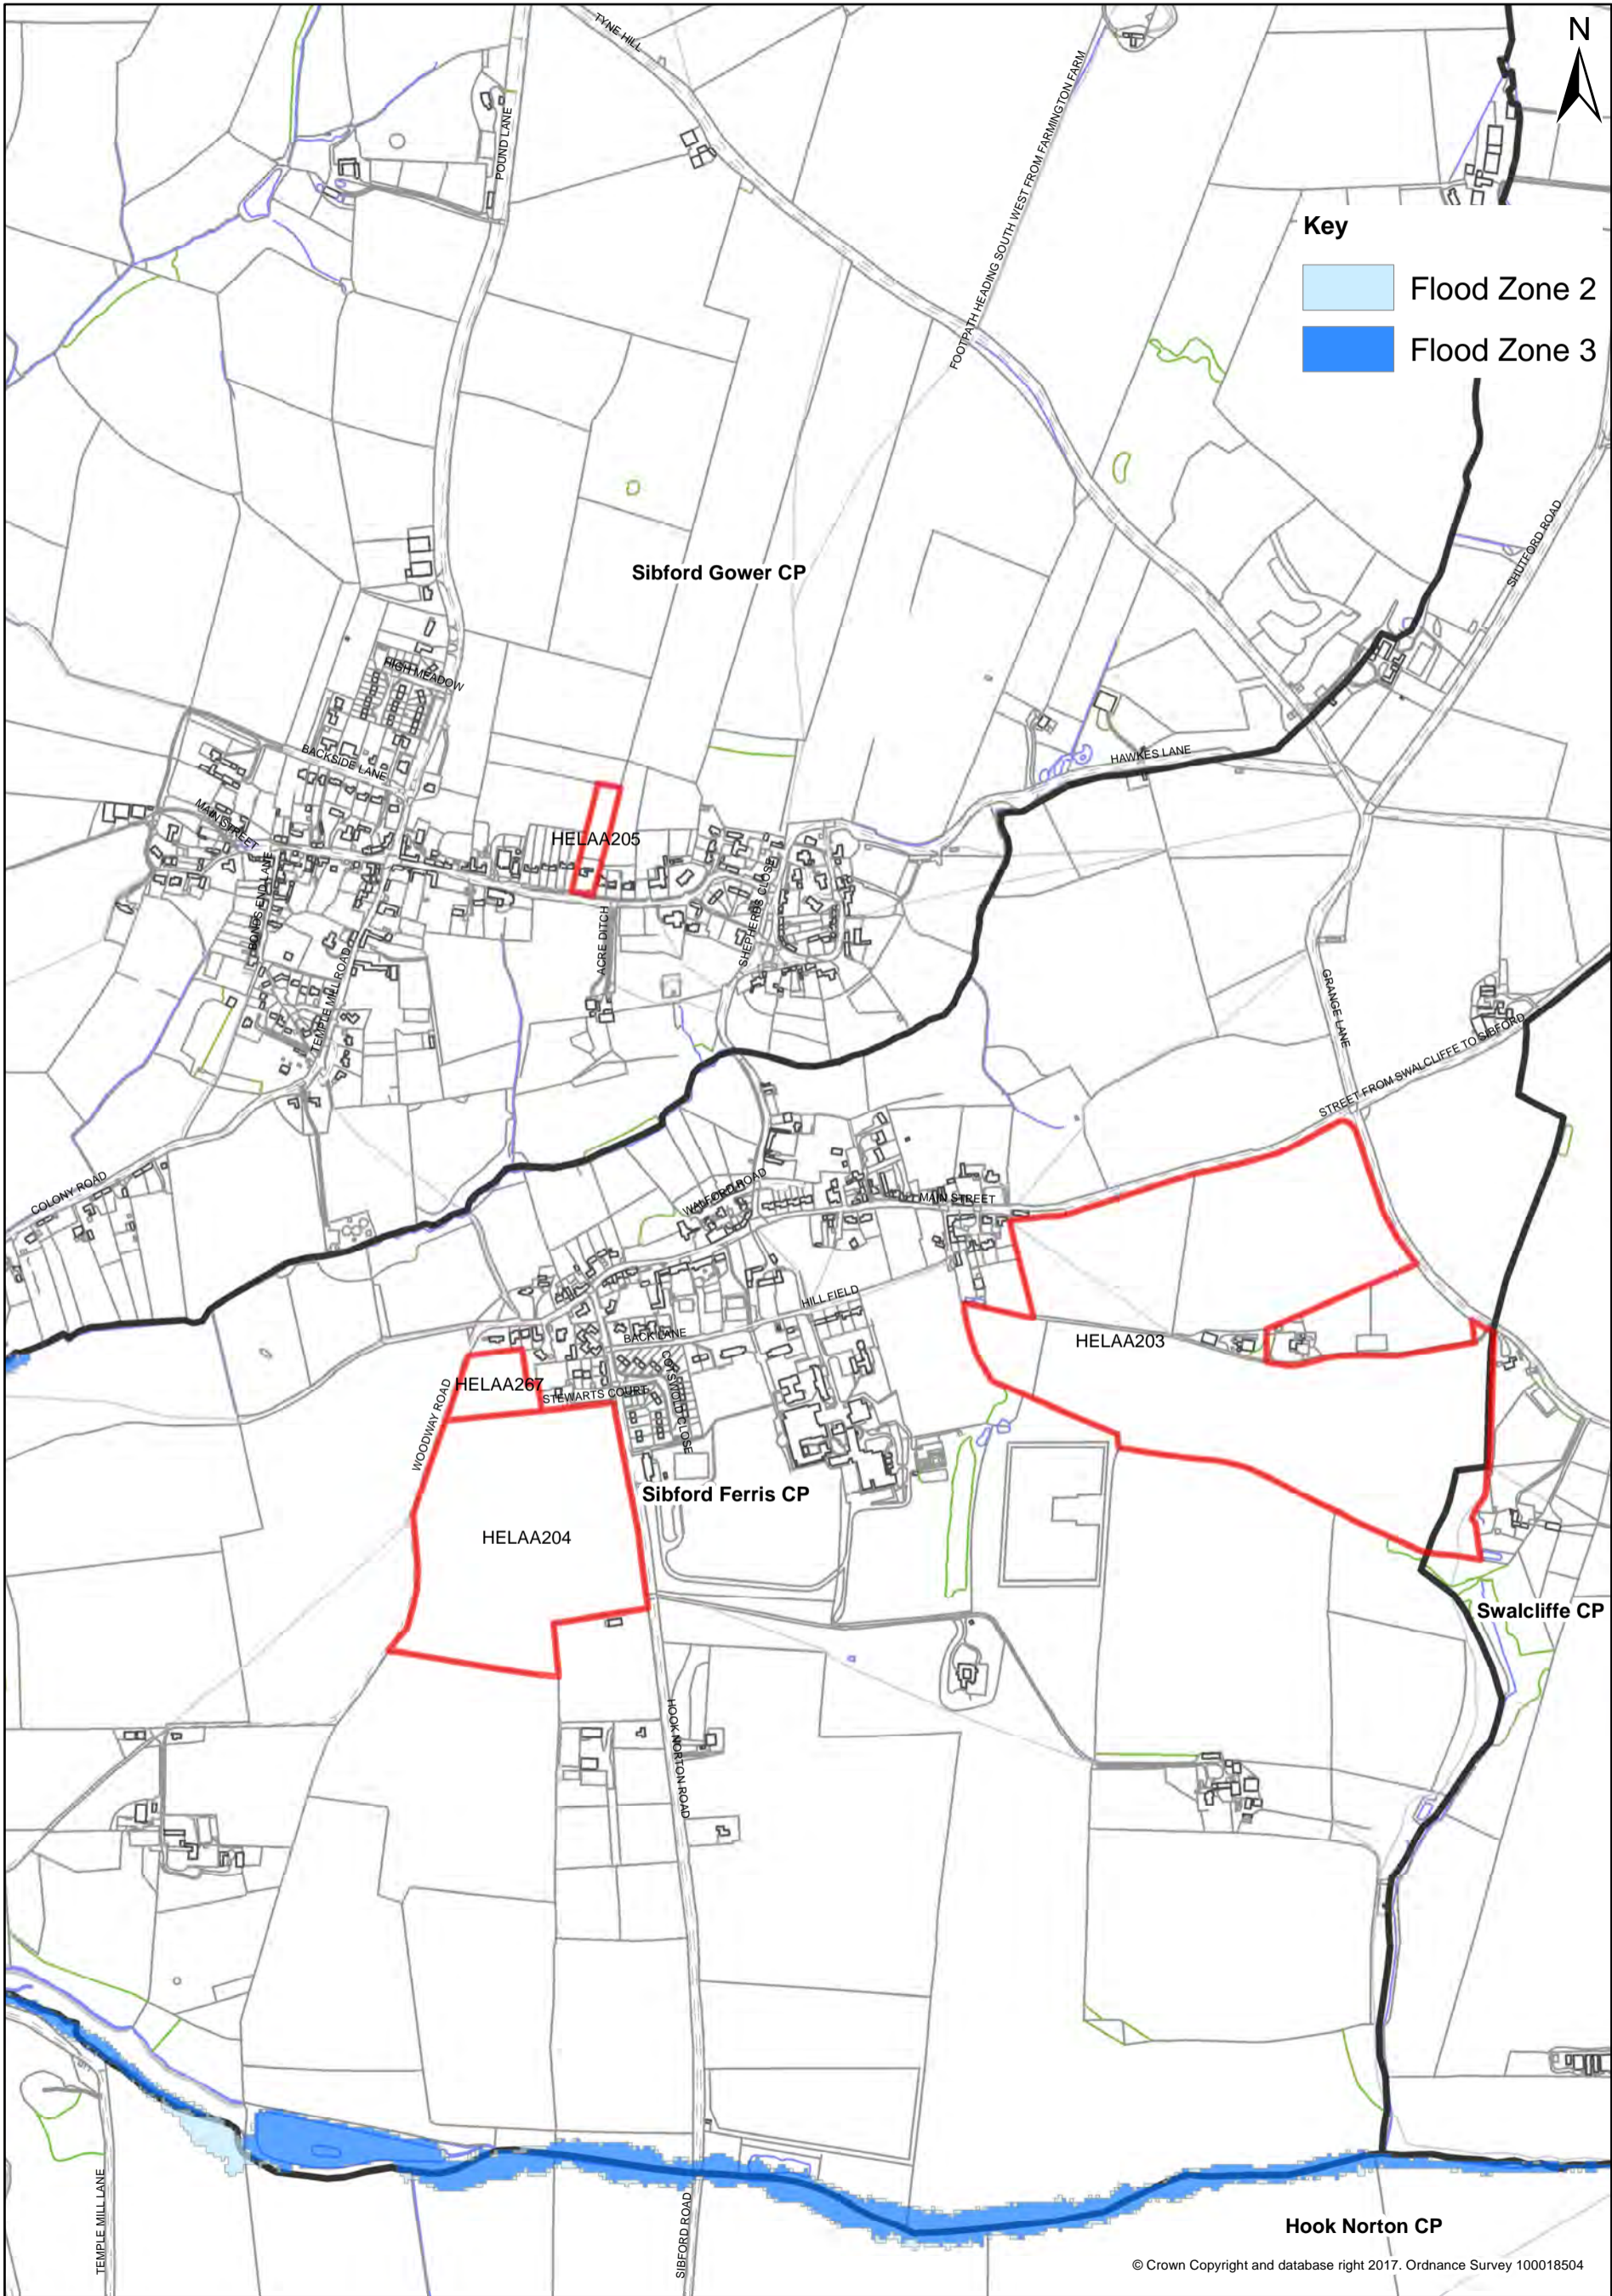 N
TYNE HILL
POUND LANE
FOOTPATH HEADING SOUTH WEST FROM FARMINGTON FARM
Key
Flood Zone 2
Flood Zone 3
SHUTFORD ROAD
Sibford Gower CP
HIGH MEADOW
BACKSIDE LANE
HAWKES LANE
MAIN STREET
HELAA205
BONDS END LANE
SHEPHERDS CLOSE
ACRE DITCH
TEMPLE MILL ROAD
GRANGE LANE
STREET FROM SWALCLIFFE TO SIBFORD
COLONY ROAD
WALFORD ROAD
MAIN STREET
HILL FIELD
BACK LANE
HELAA203
HELAA267
STEWARTS COURT
COTSWOLD CLOSE
WOODWAY ROAD
Sibford Ferris CP
HELAA204
Swalcliffe CP
HOOK NORTON ROAD
TEMPLE MILL LANE
SIBFORD ROAD
Hook Norton CP
© Crown Copyright and database right 2017. Ordnance Survey 100018504